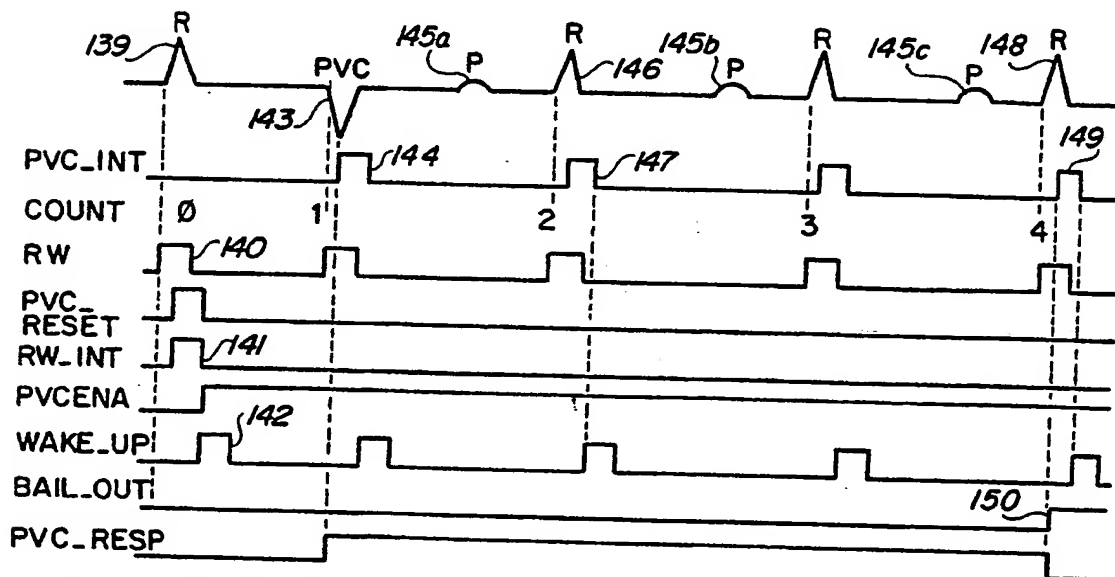 139 R 145a 145b R 145c 148 R
PVC P R 146 P P
143
PVC_INT 144 147 149
COUNT Ø 1 2 3 4
RW 140
PVC_
RESET
RW_INT 141
PVCENA
WAKE_UP 142
BAIL_OUT 150
PVC_RESP